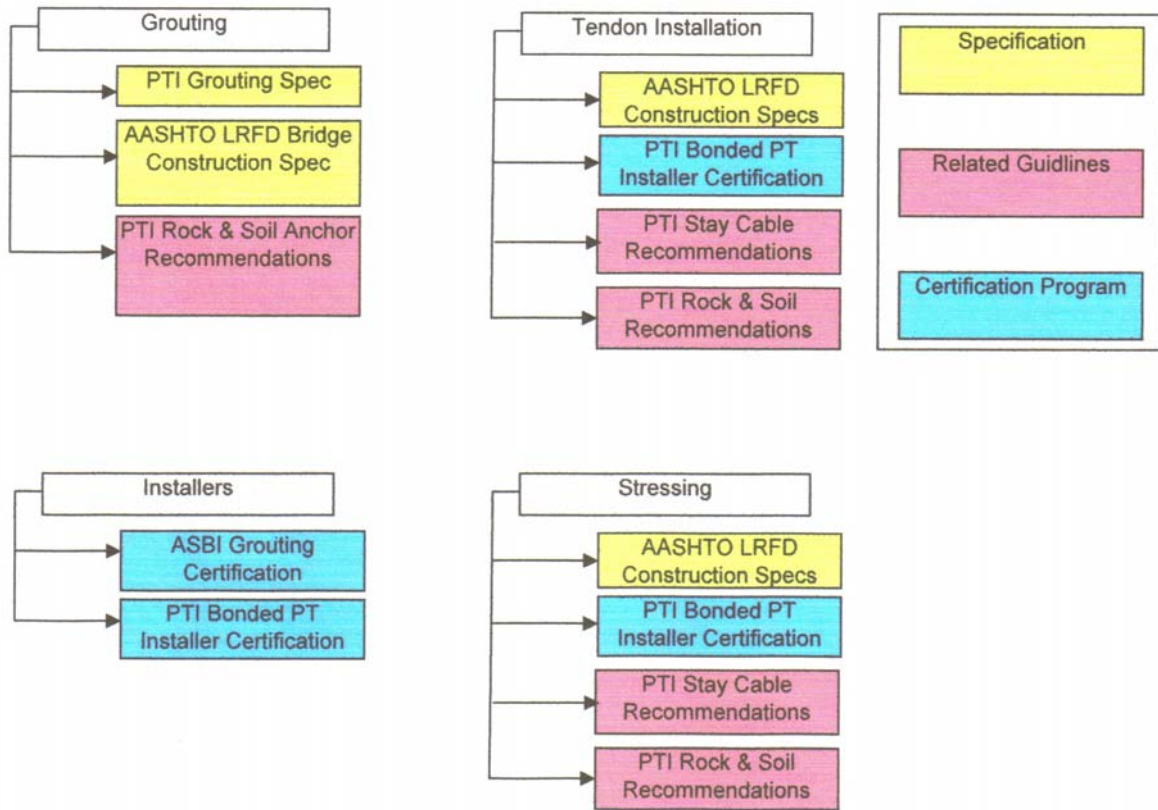 Grouting
PTI Grouting Spec
AASHTO LRFD Bridge
Construction Spec
PTI Rock & Soil Anchor
Recommendations
Tendon Installation
AASHTO LRFD
Construction Specs
PTI Bonded PT
Installer Certification
PTI Stay Cable
Recommendations
PTI Rock & Soil
Recommendations
Specification
Related Guidlines
Certification Program
Installers
ASBI Grouting
Certification
PTI Bonded PT
Installer Certification
Stressing
AASHTO LRFD
Construction Specs
PTI Bonded PT
Installer Certification
PTI Stay Cable
Recommendations
PTI Rock & Soil
Recommendations